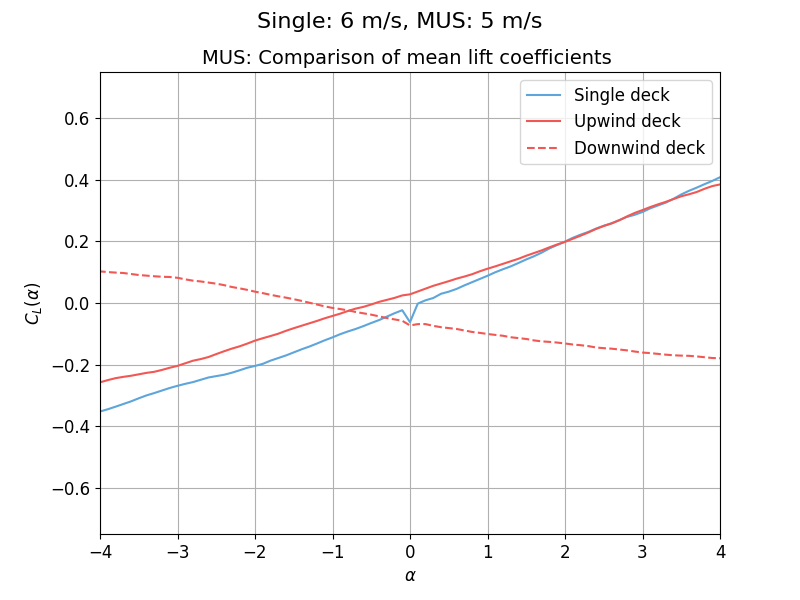 Single: 6 m/s, MUS: 5 m/s
MUS: Comparison of mean lift coefficients
Single deck
Upwind deck
Downwind deck
0.6
0.4
0.2
0.0
−0.2
−0.4
−0.6
C_L(α)
−4 −3 −2 −1 0 1 2 3 4
α